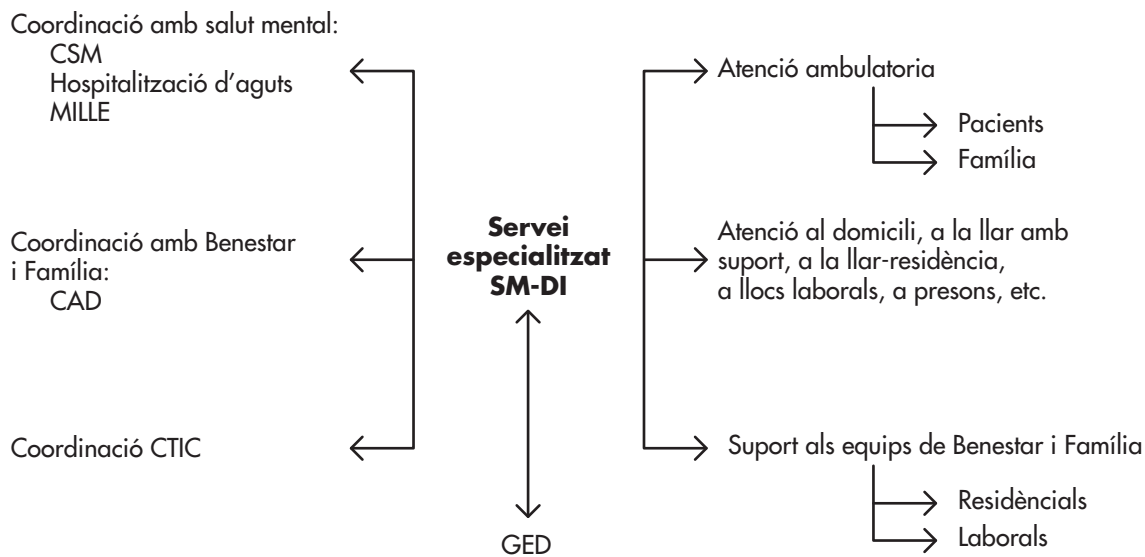 Coordinació amb salut mental:
CSM
Hospitalització d'aguts
MILLE
Coordinació amb Benestar
i Família:
CAD
Coordinació CTIC
Servei
especialitzat
SM-DI
GED
Atenció ambulatoria
Pacients
Família
Atenció al domicili, a la llar amb
suport, a la llar-residència,
a llocs laborals, a presons, etc.
Suport als equips de Benestar i Família
Residèncials
Laborals